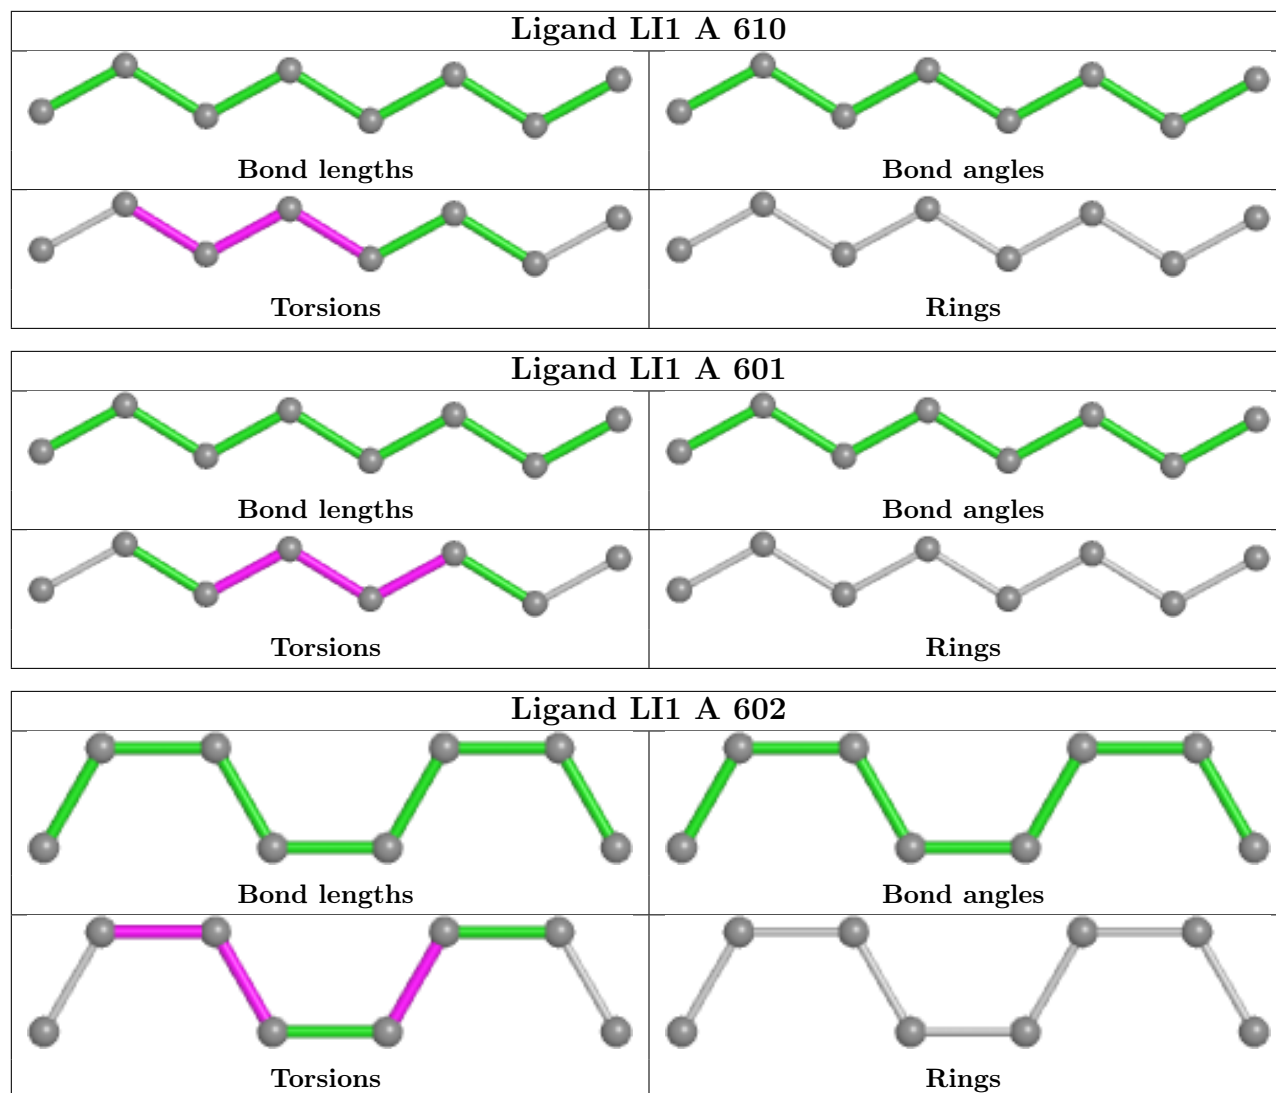 Ligand LI1 A 610
Bond lengths
Bond angles
Torsions
Rings
Ligand LI1 A 601
Bond lengths
Bond angles
Torsions
Rings
Ligand LI1 A 602
Bond lengths
Bond angles
Torsions
Rings